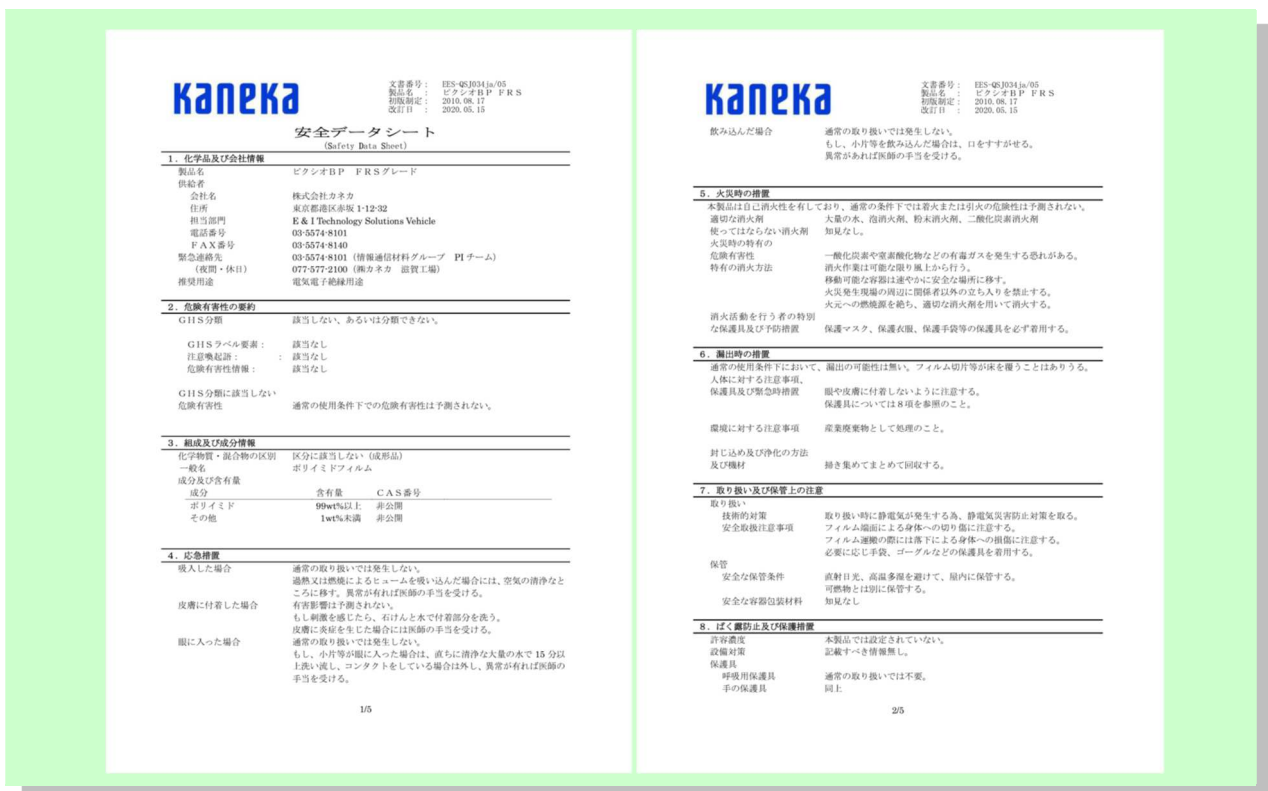 kaneka
文書番号： EES-QSJ034ja/05
製品名 ： ピクシオBP FRS
初版制定： 2010.08.17
改訂日 ： 2020.05.15
安全データシート
(Safety Data Sheet)
1．化学品及び会社情報
製品名 ピクシオBP FRSグレード
供給者
会社名 株式会社カネカ
住所 東京都港区赤坂 1-12-32
担当部門 E & I Technology Solutions Vehicle
電話番号 03-5574-8101
FAX番号 03-5574-8140
緊急連絡先 03-5574-8101（情報通信材料グループ PIチーム）
（夜間・休日） 077-577-2100（㈱カネカ 滋賀工場）
推奨用途 電気電子絶縁用途
2．危険有害性の要約
GHS分類 該当しない、あるいは分類できない。
GHSラベル要素： 該当なし
注意喚起語： ： 該当なし
危険有害性情報： 該当なし
GHS分類に該当しない
危険有害性 通常の使用条件下での危険有害性は予測されない。
3．組成及び成分情報
化学物質・混合物の区別 区分に該当しない（成形品）
一般名 ポリイミドフィルム
成分及び含有量
成分 含有量 CAS番号
ポリイミド 99wt%以上 非公開
その他 1wt%未満 非公開
4．応急措置
吸入した場合 通常の取り扱いでは発生しない。
過熱又は燃焼によるヒュームを吸い込んだ場合には、空気の清浄なと
ころに移す。異常が有れば医師の手当を受ける。
皮膚に付着した場合 有害影響は予測されない。
もし刺激を感じたら、石けんと水で付着部分を洗う。
皮膚に炎症を生じた場合には医師の手当を受ける。
眼に入った場合 通常の取り扱いでは発生しない。
もし、小片等が眼に入った場合は、直ちに清浄な大量の水で 15 分以
上洗い流し、コンタクトをしている場合は外し、異常が有れば医師の
手当を受ける。
1/5
kaneka
文書番号： EES-QSJ034ja/05
製品名 ： ピクシオBP FRS
初版制定： 2010.08.17
改訂日 ： 2020.05.15
飲み込んだ場合 通常の取り扱いでは発生しない。
もし、小片等を飲み込んだ場合は、口をすすがせる。
異常があれば医師の手当を受ける。
5．火災時の措置
本製品は自己消火性を有しており、通常の条件下では着火または引火の危険性は予測されない。
適切な消火剤 大量の水、泡消火剤、粉末消火剤、二酸化炭素消火剤
使ってはならない消火剤 知見なし。
火災時の特有の
危険有害性 一酸化炭素や窒素酸化物などの有毒ガスを発生する恐れがある。
特有の消火方法 消火作業は可能な限り風上から行う。
移動可能な容器は速やかに安全な場所に移す。
火災発生現場の周辺に関係者以外の立ち入りを禁止する。
火元への燃焼源を絶ち、適切な消火剤を用いて消火する。
消火活動を行う者の特別
な保護具及び予防措置 保護マスク、保護衣服、保護手袋等の保護具を必ず着用する。
6．漏出時の措置
通常の使用条件下において、漏出の可能性は無い。フィルム切片等が床を覆うことはありうる。
人体に対する注意事項、
保護具及び緊急時措置 眼や皮膚に付着しないように注意する。
保護具については８項を参照のこと。
環境に対する注意事項 産業廃棄物として処理のこと。
封じ込め及び浄化の方法
及び機材 掃き集めてまとめて回収する。
7．取り扱い及び保管上の注意
取り扱い
技術的対策 取り扱い時に静電気が発生する為、静電気災害防止対策を取る。
安全取扱注意事項 フィルム端面による身体への切り傷に注意する。
フィルム運搬の際には落下による身体への損傷に注意する。
必要に応じ手袋、ゴーグルなどの保護具を着用する。
保管
安全な保管条件 直射日光、高温多湿を避けて、屋内に保管する。
可燃物とは別に保管する。
安全な容器包装材料 知見なし
8．ばく露防止及び保護措置
許容濃度 本製品では設定されていない。
設備対策 記載すべき情報無し。
保護具
呼吸用保護具 通常の取り扱いでは不要。
手の保護具 同上
2/5